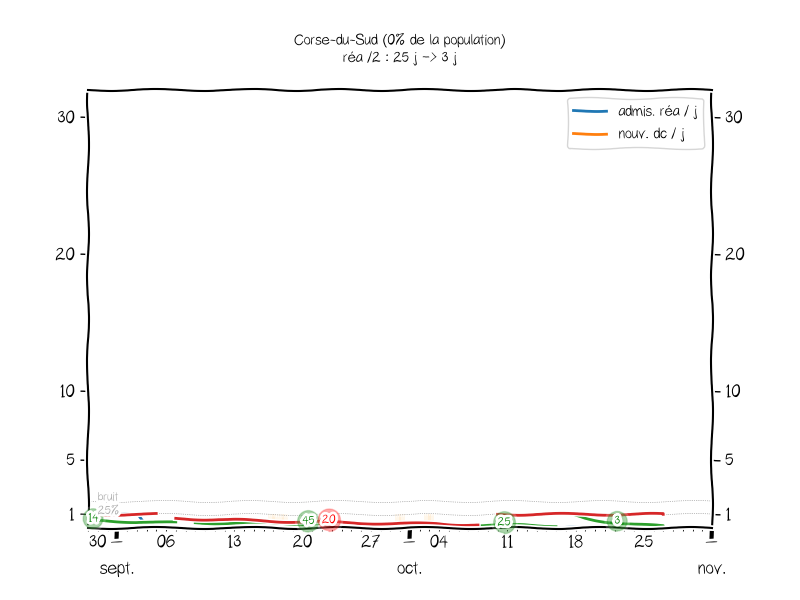 Corse-du-Sud (0% de la population)
réa /2 : 25 j -> 3 j
admis. réa / j
nouv. dc / j
30 30
20 20
10 10
5 5
bruit
25%
1 1
14 45 20 25 3
30 06 13 20 27 04 11 18 25
sept. oct. nov.